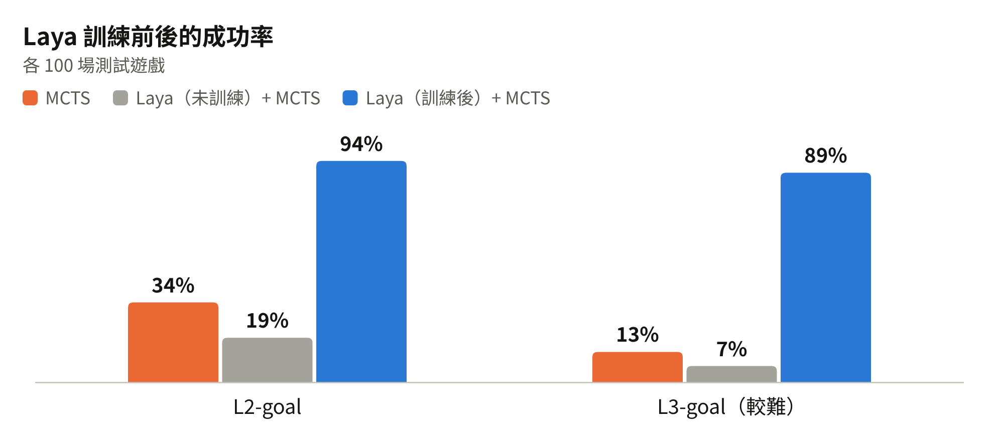 Laya 訓練前後的成功率
各 100 場測試遊戲
MCTS
Laya（未訓練）+ MCTS
Laya（訓練後）+ MCTS
34%
19%
94%
13%
7%
89%
L2-goal
L3-goal（較難）